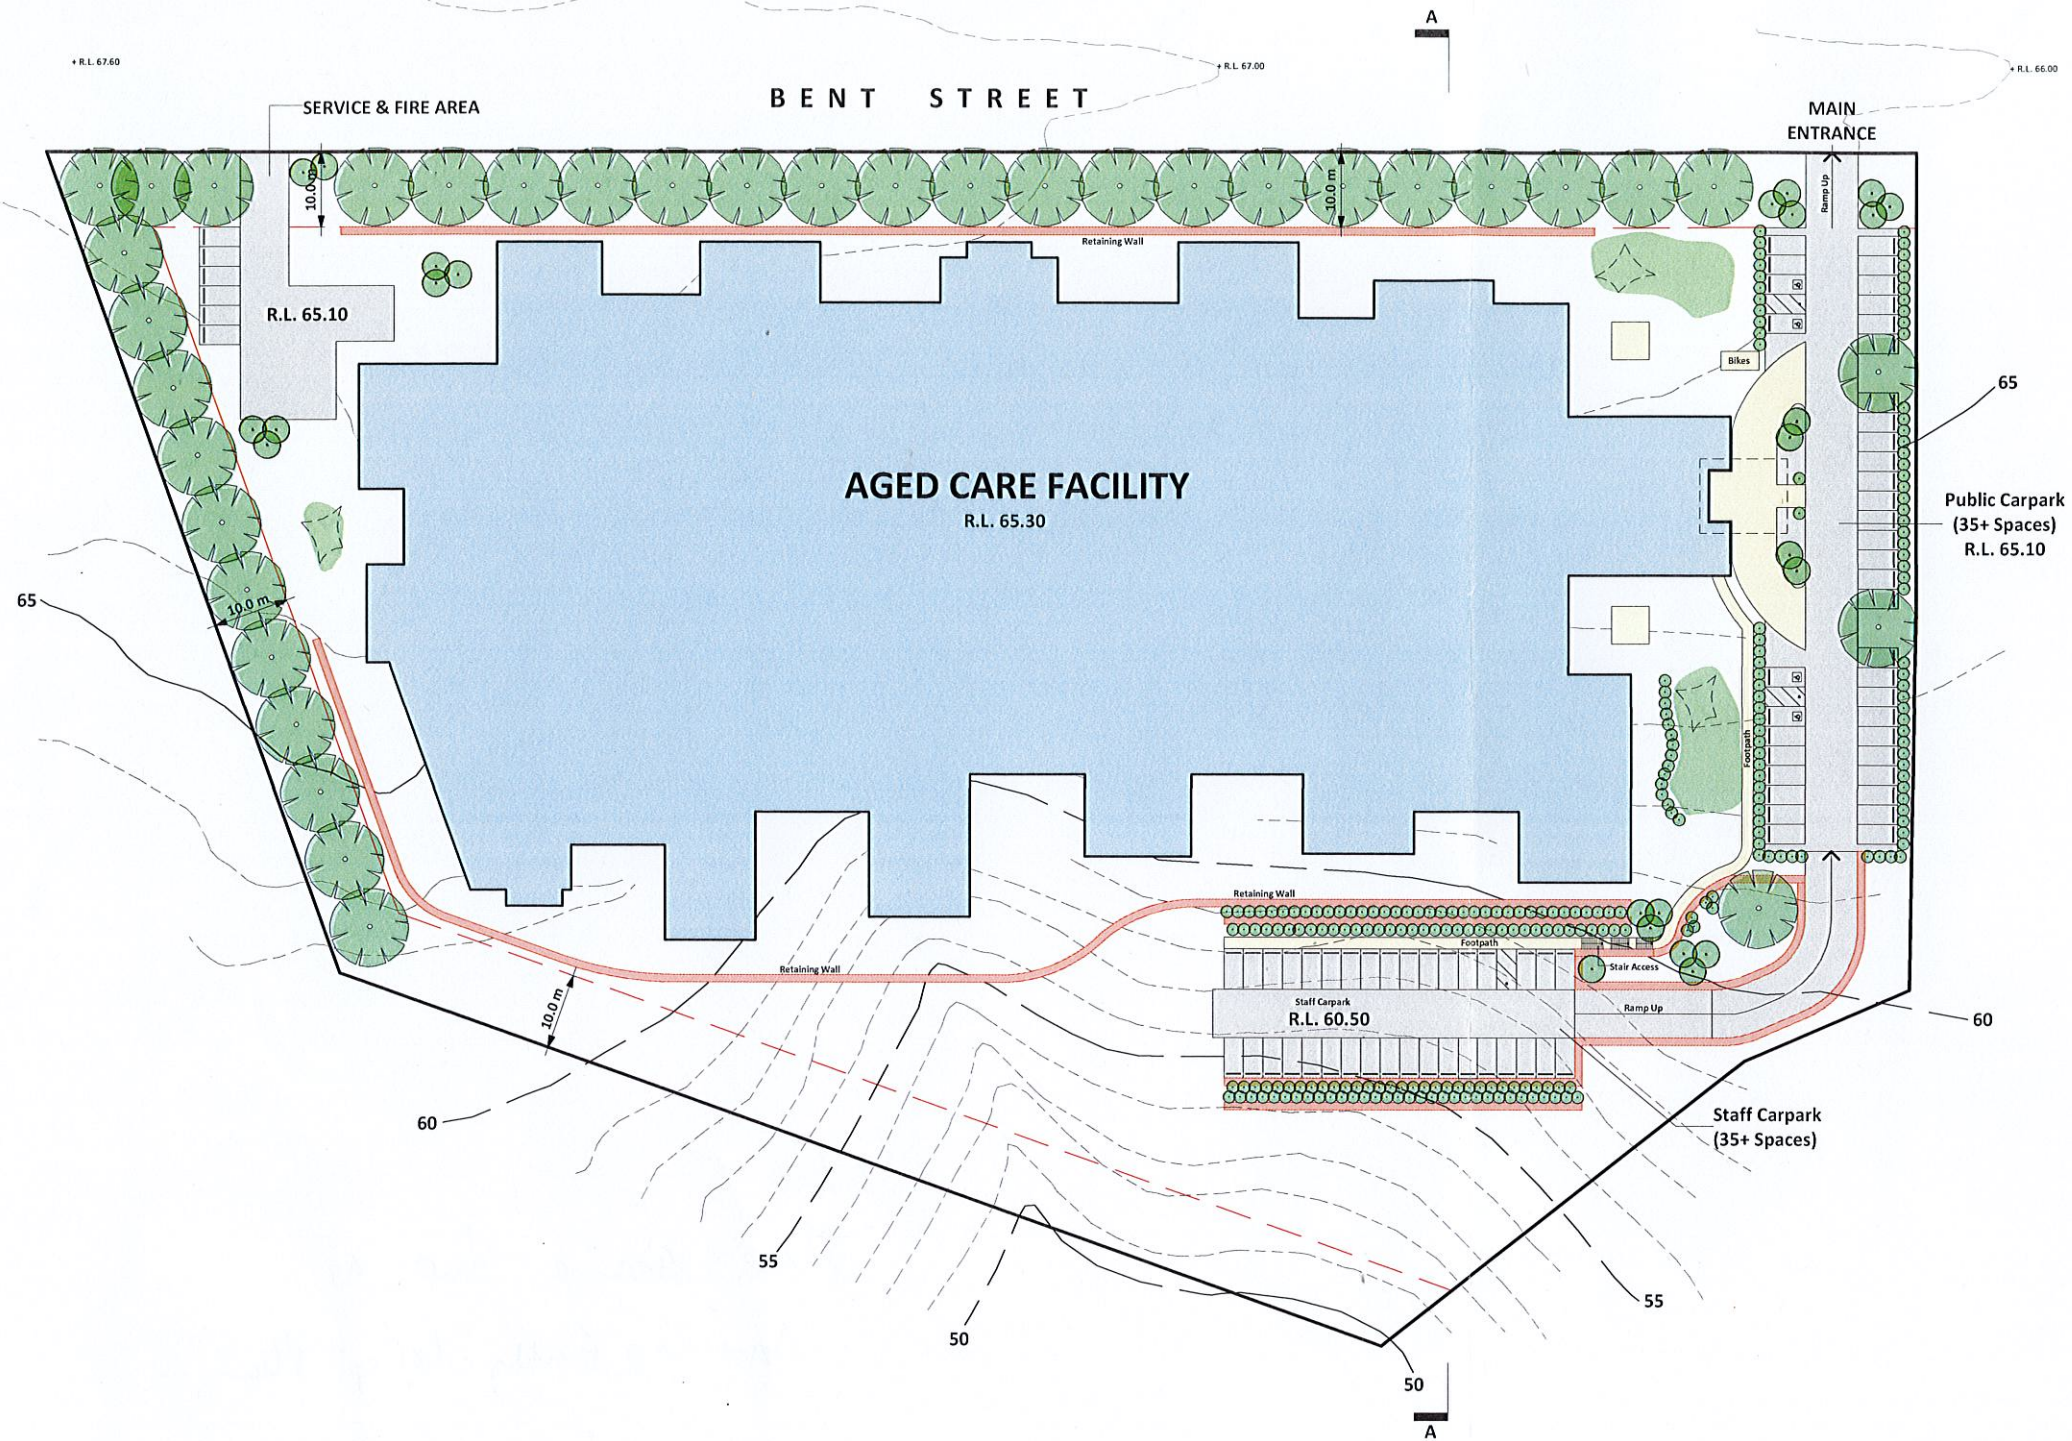 A
+ R.L. 67.60
+ R.L. 67.00
+ R.L. 66.00
BENT STREET
SERVICE & FIRE AREA
MAIN
ENTRANCE
10.0 m
10.0 m
Ramp Up
Retaining Wall
R.L. 65.10
Bikes
65
AGED CARE FACILITY
R.L. 65.30
Public Carpark
(35+ Spaces)
R.L. 65.10
65
10.0 m
Footpath
Retaining Wall
Footpath
Retaining Wall
Stair Access
10.0 m
Staff Carpark
R.L. 60.50
Ramp Up
60
60
Staff Carpark
(35+ Spaces)
55
55
50
50
A